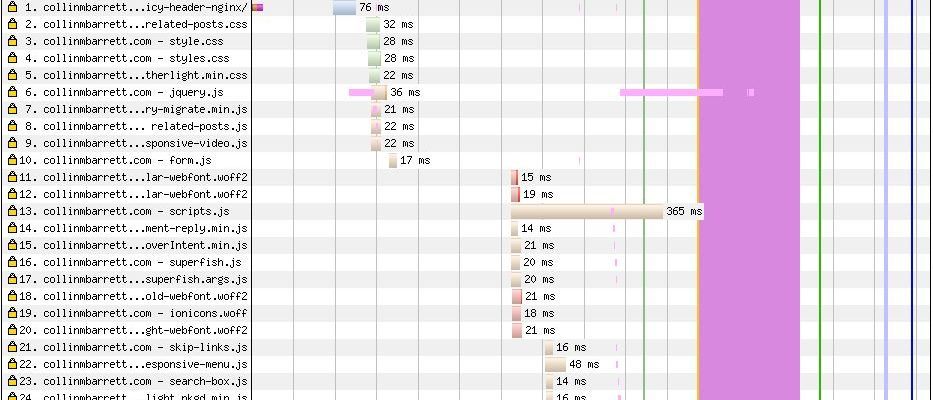 1. collinmbarrett...icy-header-nginx/ 76 ms
2. collinmbarrett...related-posts.css 32 ms
3. collinmbarrett.com - style.css 28 ms
4. collinmbarrett.com - styles.css 28 ms
5. collinmbarrett...therlight.min.css 22 ms
6. collinmbarrett.com - jquery.js 36 ms
7. collinmbarrett...ry-migrate.min.js 21 ms
8. collinmbarrett... related-posts.js 22 ms
9. collinmbarrett...sponsive-video.js 22 ms
10. collinmbarrett.com - form.js 17 ms
11. collinmbarrett...lar-webfont.woff2 15 ms
12. collinmbarrett...lar-webfont.woff2 19 ms
13. collinmbarrett.com - scripts.js 365 ms
14. collinmbarrett...ment-reply.min.js 14 ms
15. collinmbarrett...overIntent.min.js 21 ms
16. collinmbarrett.com - superfish.js 20 ms
17. collinmbarrett...superfish.args.js 20 ms
18. collinmbarrett...old-webfont.woff2 21 ms
19. collinmbarrett.com - ionicons.woff 18 ms
20. collinmbarrett...ght-webfont.woff2 21 ms
21. collinmbarrett.com - skip-links.js 16 ms
22. collinmbarrett...esponsive-menu.js 48 ms
23. collinmbarrett.com - search-box.js 14 ms
24. collinmbarrett...light.pkgd.min.js 16 ms